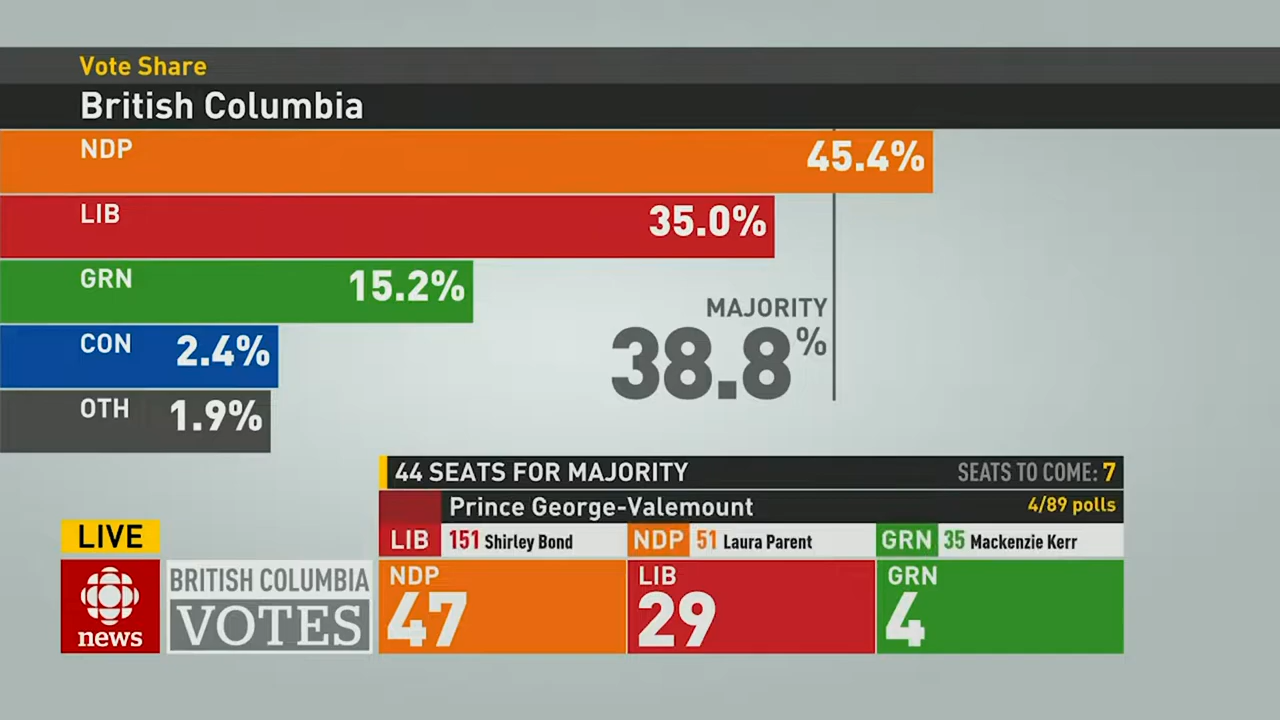 Vote Share
British Columbia
NDP 45.4%
LIB 35.0%
GRN 15.2%
CON 2.4%
OTH 1.9%
MAJORITY
38.8%
44 SEATS FOR MAJORITY SEATS TO COME: 7
Prince George-Valemount 4/89 polls
LIB 151 Shirley Bond NDP 51 Laura Parent GRN 35 Mackenzie Kerr
NDP LIB GRN
47 29 4
LIVE
news
BRITISH COLUMBIA
VOTES